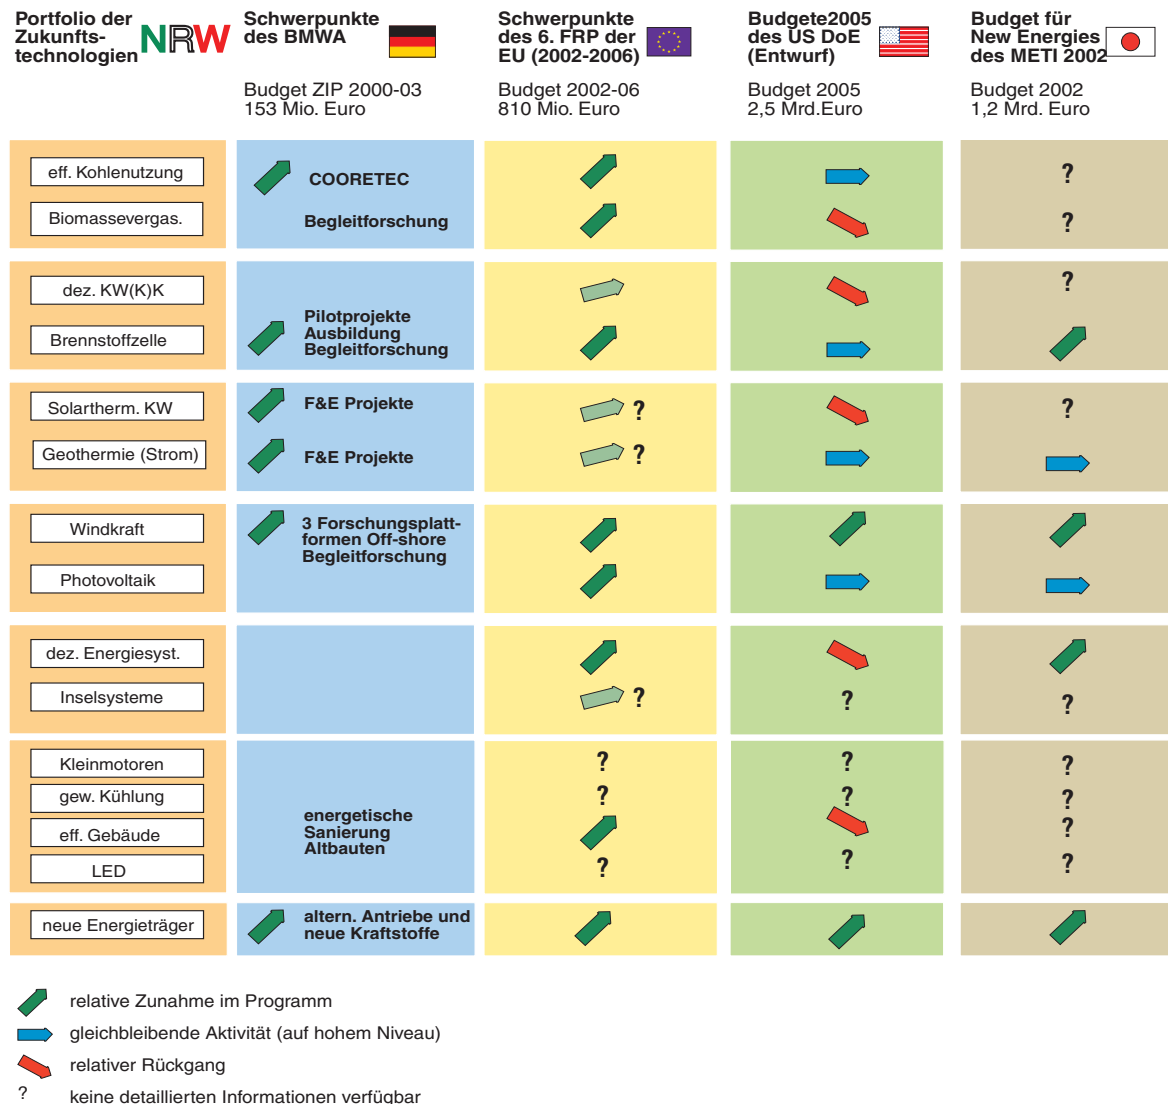 Portfolio der
Zukunfts-
technologien
NRW
Schwerpunkte
des BMWA
Schwerpunkte
des 6. FRP der
EU (2002-2006)
Budgete2005
des US DoE
(Entwurf)
Budget für
New Energies
des METI 2002
Budget ZIP 2000-03
153 Mio. Euro
Budget 2002-06
810 Mio. Euro
Budget 2005
2,5 Mrd.Euro
Budget 2002
1,2 Mrd. Euro
eff. Kohlenutzung
COORETEC
?
Biomassevergas.
Begleitforschung
?
dez. KW(K)K
?
Brennstoffzelle
Pilotprojekte
Ausbildung
Begleitforschung
Solartherm. KW
F&E Projekte
?
?
Geothermie (Strom)
F&E Projekte
?
Windkraft
3 Forschungsplatt-
formen Off-shore
Begleitforschung
Photovoltaik
dez. Energiesyst.
Inselsysteme
?
?
?
Kleinmotoren
?
?
?
gew. Kühlung
?
?
?
eff. Gebäude
energetische
Sanierung
Altbauten
?
LED
?
?
?
neue Energieträger
altern. Antriebe und
neue Kraftstoffe
relative Zunahme im Programm
gleichbleibende Aktivität (auf hohem Niveau)
relativer Rückgang
? keine detaillierten Informationen verfügbar